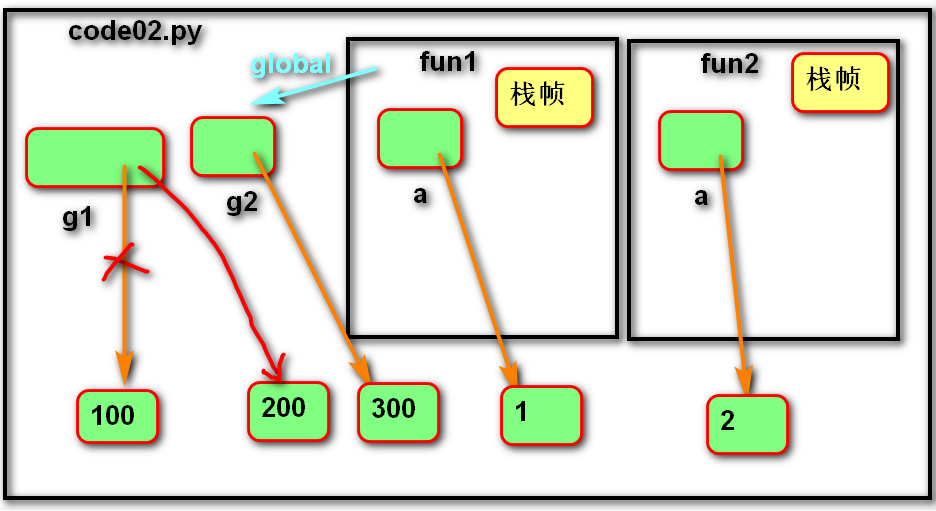 code02.py
global
fun1
栈帧
fun2
栈帧
g1
g2
a
a
100
200
300
1
2